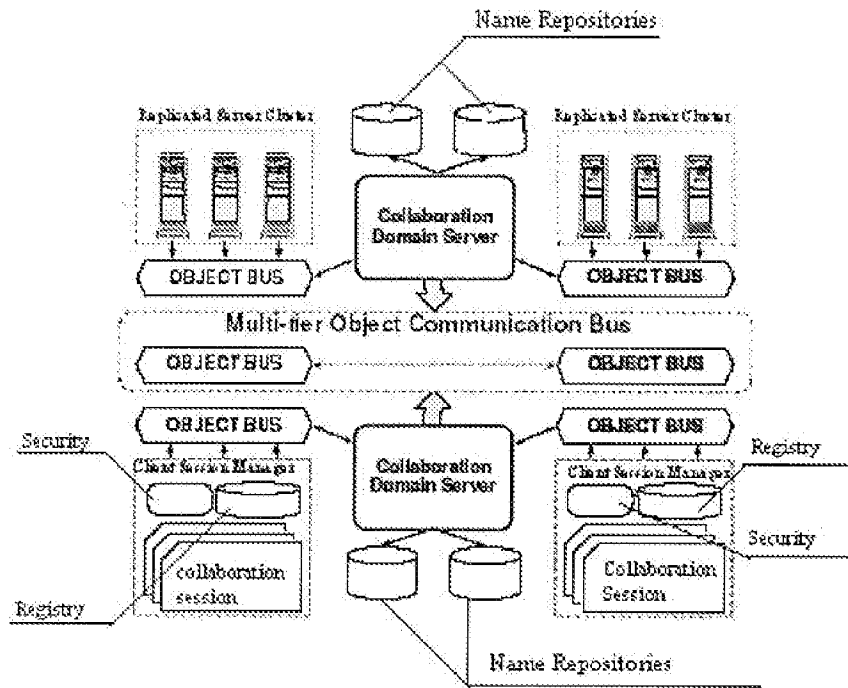 Name Repositories
Replicated Server Cluster
Replicated Server Cluster
Collaboration
Domain Server
OBJECT BUS
OBJECT BUS
Multi-tier Object Communication Bus
OBJECT BUS
OBJECT BUS
OBJECT BUS
OBJECT BUS
Security
Client Session Manager
Collaboration
Domain Server
Client Session Manager
Registry
collaboration
session
Collaboration
Session
Security
Registry
Name Repositories